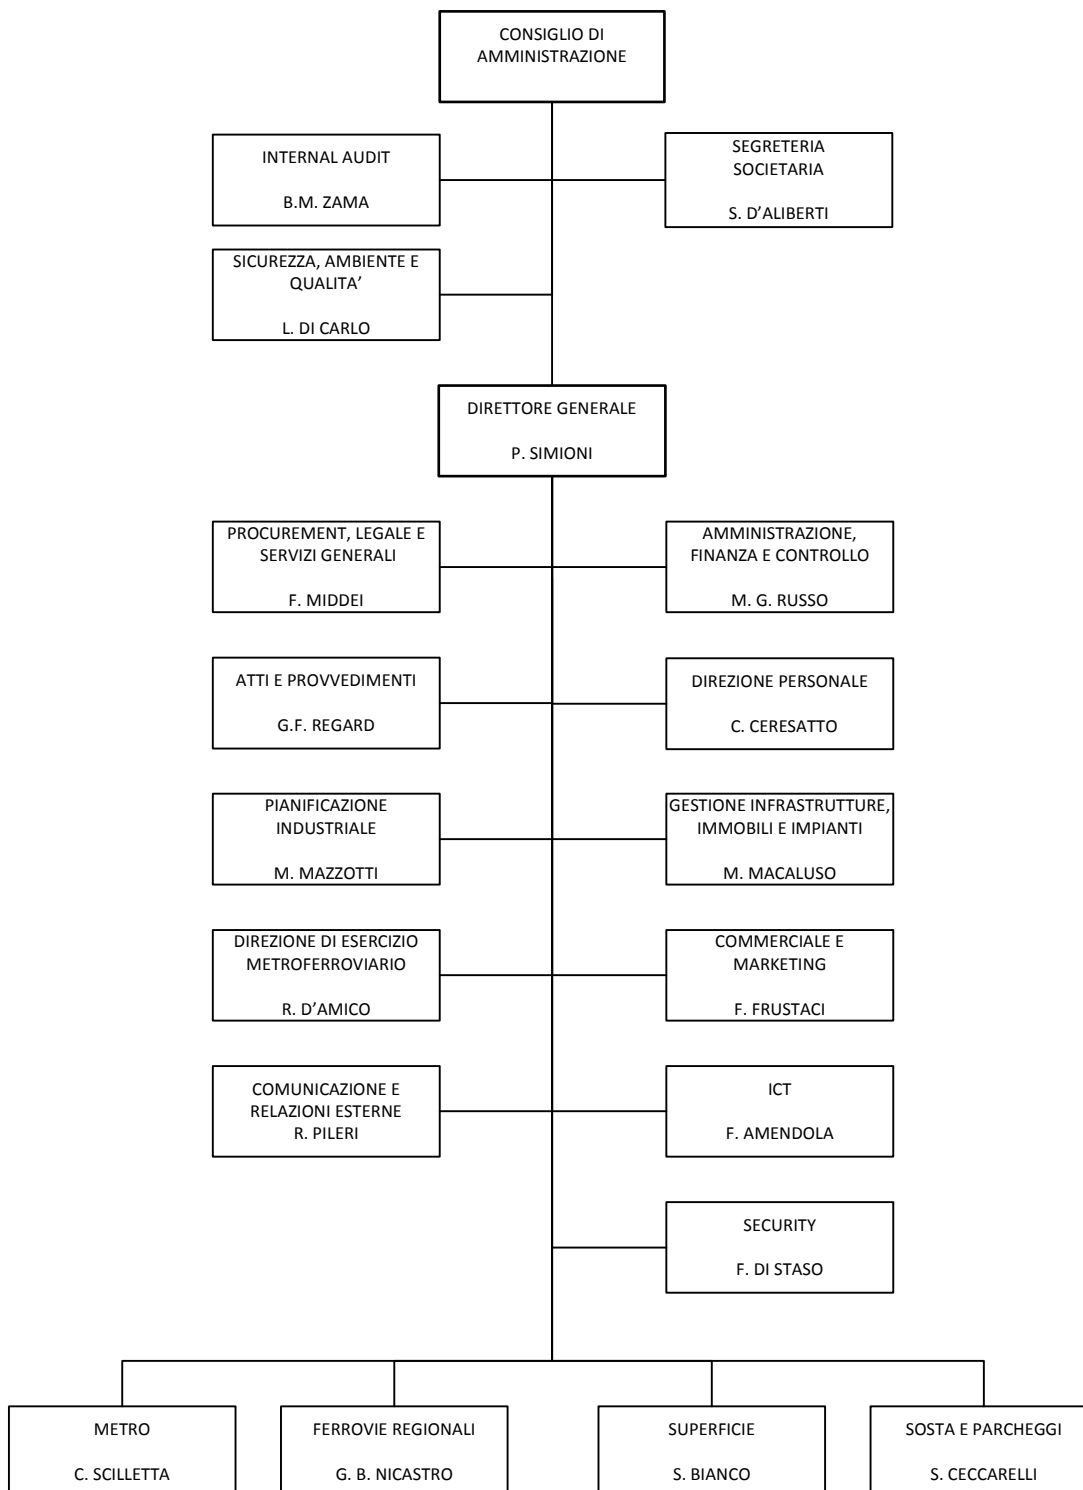 CONSIGLIO DI
AMMINISTRAZIONE
INTERNAL AUDIT
B.M. ZAMA
SEGRETERIA
SOCIETARIA
S. D’ALIBERTI
SICUREZZA, AMBIENTE E
QUALITA’
L. DI CARLO
DIRETTORE GENERALE
P. SIMIONI
PROCUREMENT, LEGALE E
SERVIZI GENERALI
F. MIDDEI
AMMINISTRAZIONE,
FINANZA E CONTROLLO
M. G. RUSSO
ATTI E PROVVEDIMENTI
G.F. REGARD
DIREZIONE PERSONALE
C. CERESATTO
PIANIFICAZIONE
INDUSTRIALE
M. MAZZOTTI
GESTIONE INFRASTRUTTURE,
IMMOBILI E IMPIANTI
M. MACALUSO
DIREZIONE DI ESERCIZIO
METROFERROVIARIO
R. D’AMICO
COMMERCIALE E
MARKETING
F. FRUSTACI
COMUNICAZIONE E
RELAZIONI ESTERNE
R. PILERI
ICT
F. AMENDOLA
SECURITY
F. DI STASO
METRO
C. SCILLETTA
FERROVIE REGIONALI
G. B. NICASTRO
SUPERFICIE
S. BIANCO
SOSTA E PARCHEGGI
S. CECCARELLI